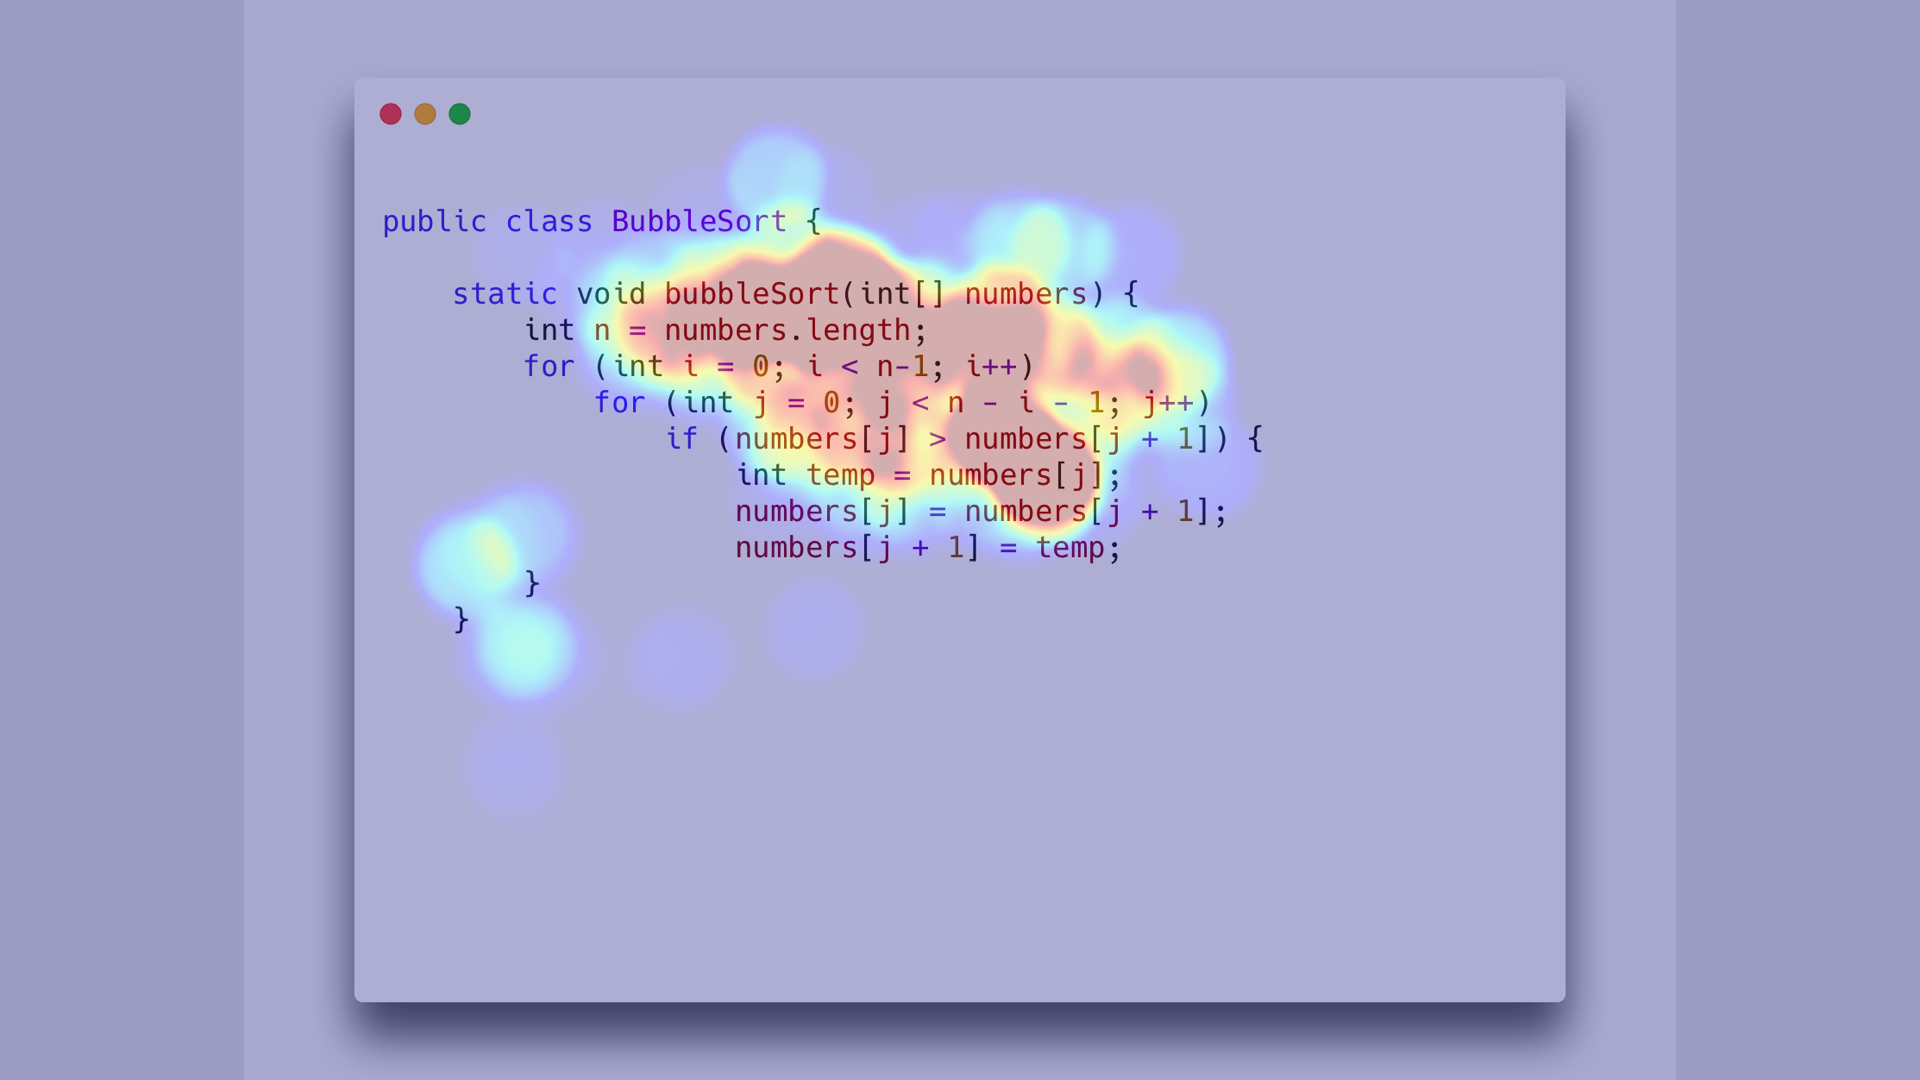 public class BubbleSort {
static void bubbleSort(int[] numbers) {
int n = numbers.length;
for (int i = 0; i < n-1; i++)
for (int j = 0; j < n - i - 1; j++)
if (numbers[j] > numbers[j + 1]) {
int temp = numbers[j];
numbers[j] = numbers[j + 1];
numbers[j + 1] = temp;
}
}